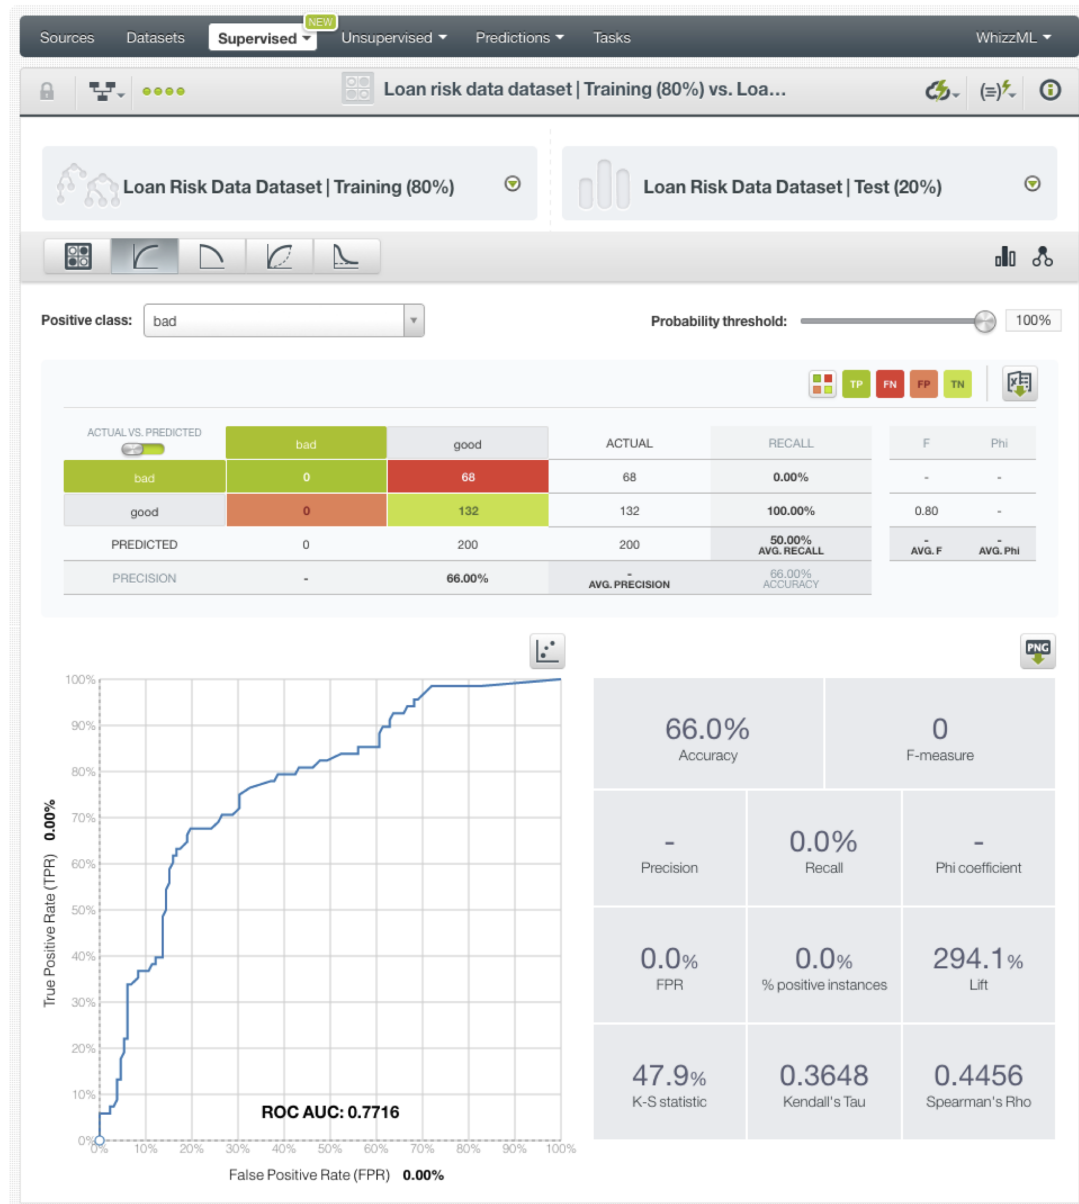 NEW
Sources Datasets Supervised Unsupervised Predictions Tasks WhizzML
Loan risk data dataset | Training (80%) vs. Loa...
Loan Risk Data Dataset | Training (80%) Loan Risk Data Dataset | Test (20%)
Positive class: bad Probability threshold: 100%
TP FN FP TN
ACTUAL VS. PREDICTED bad good ACTUAL RECALL F Phi
bad 0 68 68 0.00% - -
good 0 132 132 100.00% 0.80 -
PREDICTED 0 200 200 50.00% - -
AVG. RECALL AVG. F AVG. Phi
PRECISION - 66.00% - 66.00%
AVG. PRECISION ACCURACY
PNG
100%
90%
80%
70%
60%
50%
40%
30%
20%
10%
0%
True Positive Rate (TPR) 0.00%
ROC AUC: 0.7716
0% 10% 20% 30% 40% 50% 60% 70% 80% 90% 100%
False Positive Rate (FPR) 0.00%
66.0% 0
Accuracy F-measure
- 0.0% -
Precision Recall Phi coefficient
0.0% 0.0% 294.1%
FPR % positive instances Lift
47.9% 0.3648 0.4456
K-S statistic Kendall's Tau Spearman's Rho